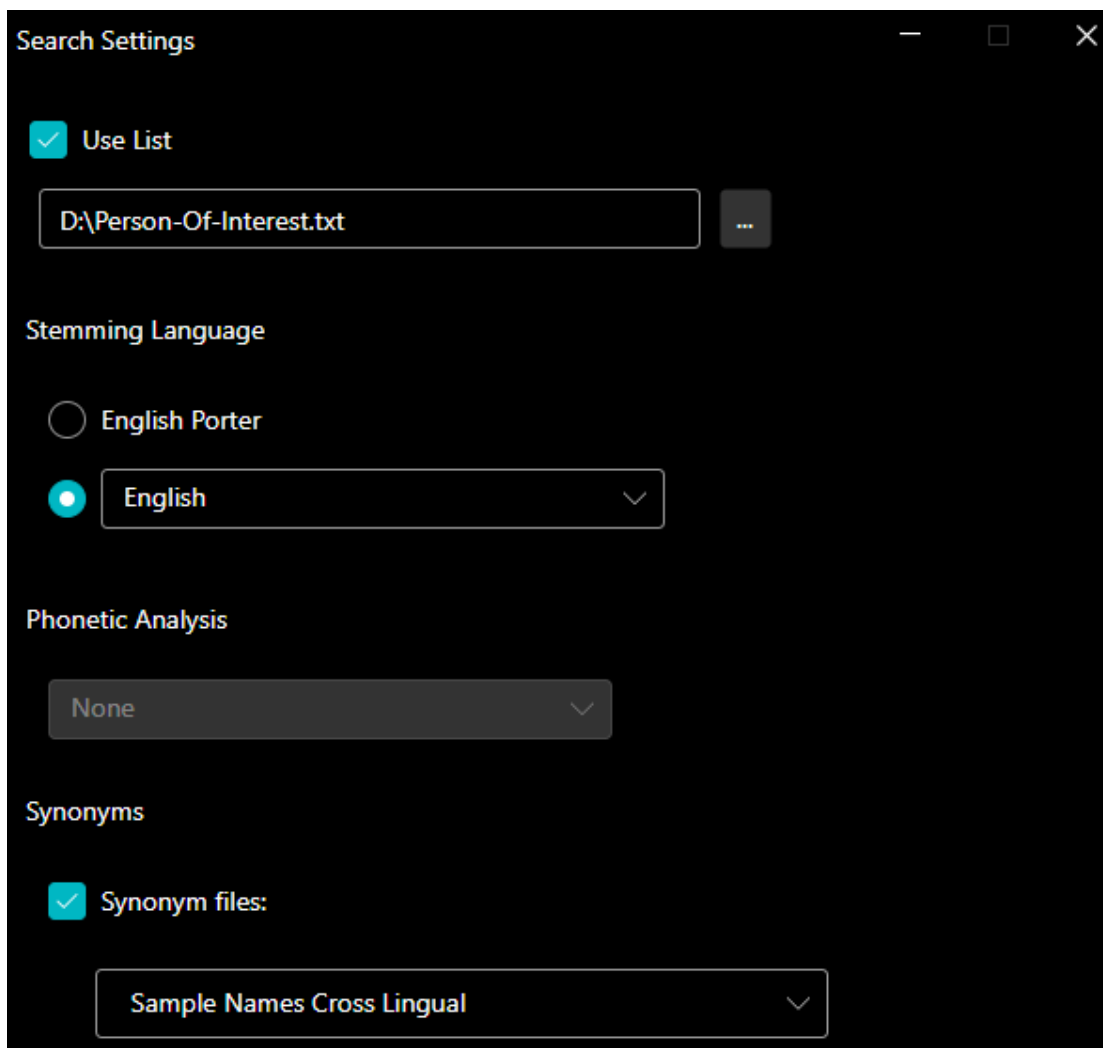 Search Settings
Use List
D:\Person-Of-Interest.txt
...
Stemming Language
English Porter
English
Phonetic Analysis
None
Synonyms
Synonym files:
Sample Names Cross Lingual